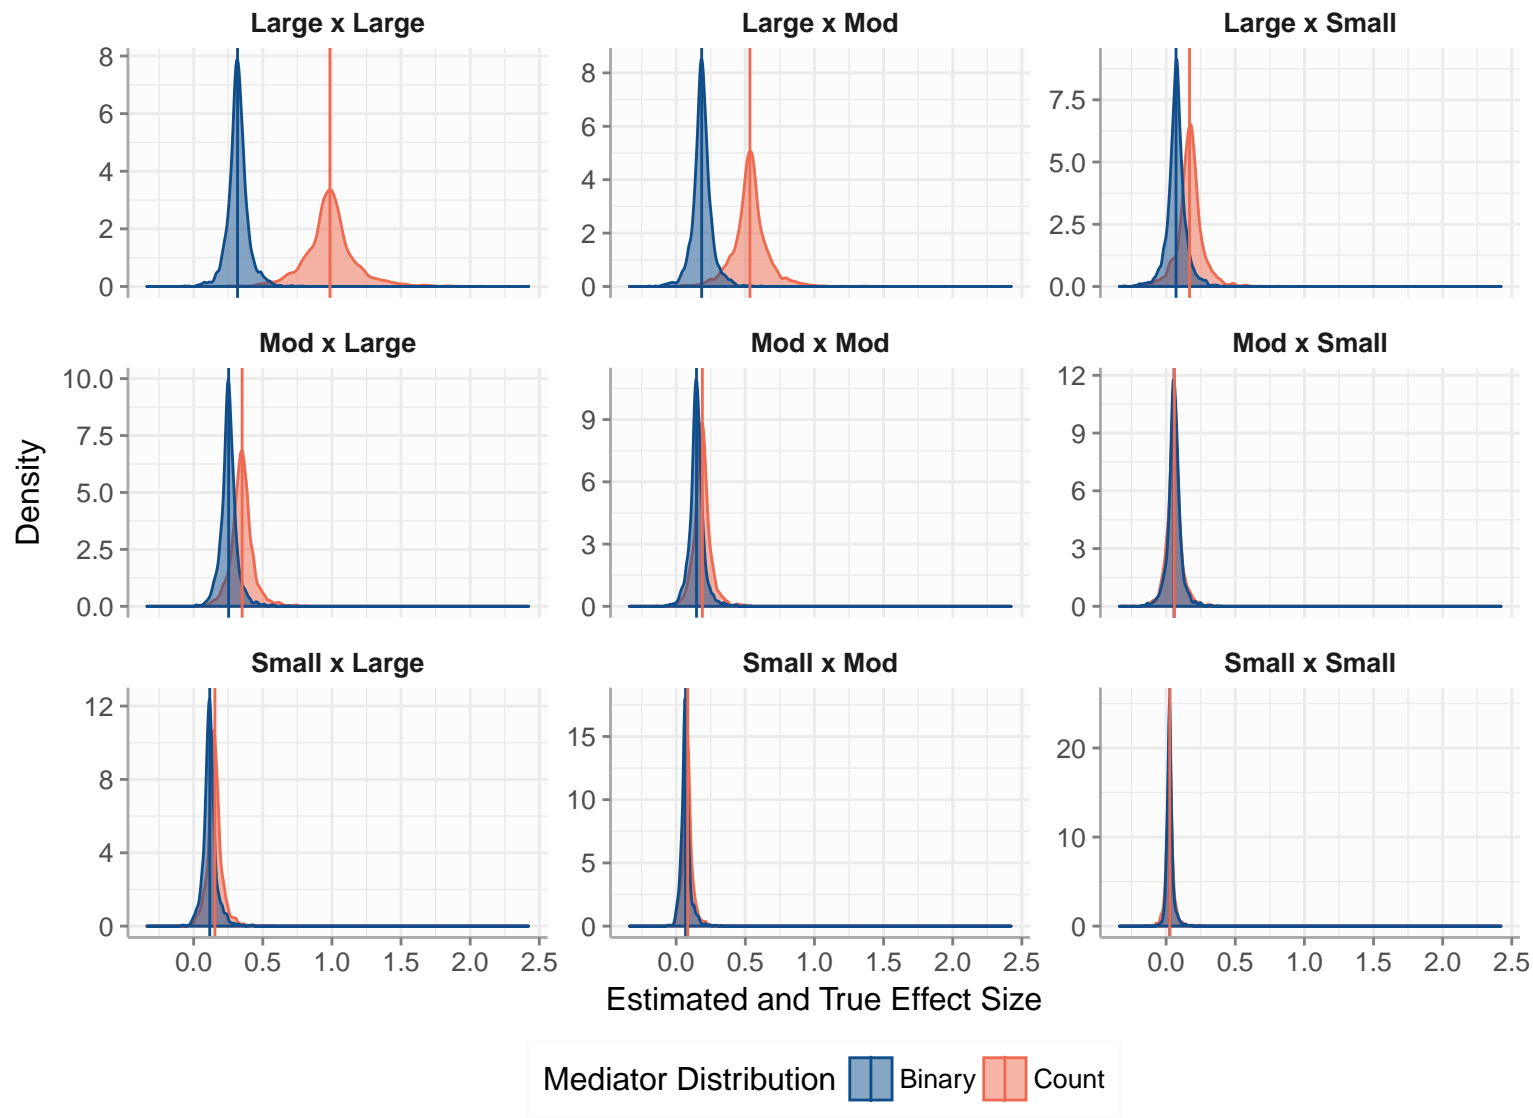 Large x Large Large x Mod Large x Small
8 6 4 2 0
8 6 4 2 0
7.5 5.0 2.5 0.0
Mod x Large Mod x Mod Mod x Small
10.0 7.5 5.0 2.5 0.0
9 6 3 0
12 9 6 3 0
Small x Large Small x Mod Small x Small
12 8 4 0
15 10 5 0
20 10 0
0.0 0.5 1.0 1.5 2.0 2.5 0.0 0.5 1.0 1.5 2.0 2.5 0.0 0.5 1.0 1.5 2.0 2.5
Density
Estimated and True Effect Size
Mediator Distribution Binary Count